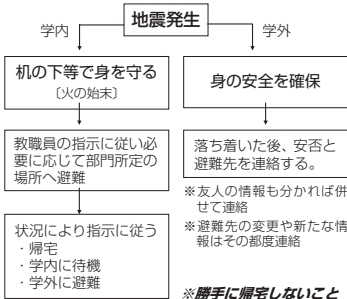 地震発生
学内
学外
机の下等で身を守る
〔火の始末〕
教職員の指示に従い必
要に応じて部門所定の
場所へ避難
状況により指示に従う
・帰宅
・学内に待機
・学外に避難
身の安全を確保
落ち着いた後、安否と
避難先を連絡する。
※友人の情報も分かれば併
せて連絡
※避難先の変更や新たな情
報はその都度連絡
※勝手に帰宅しないこと